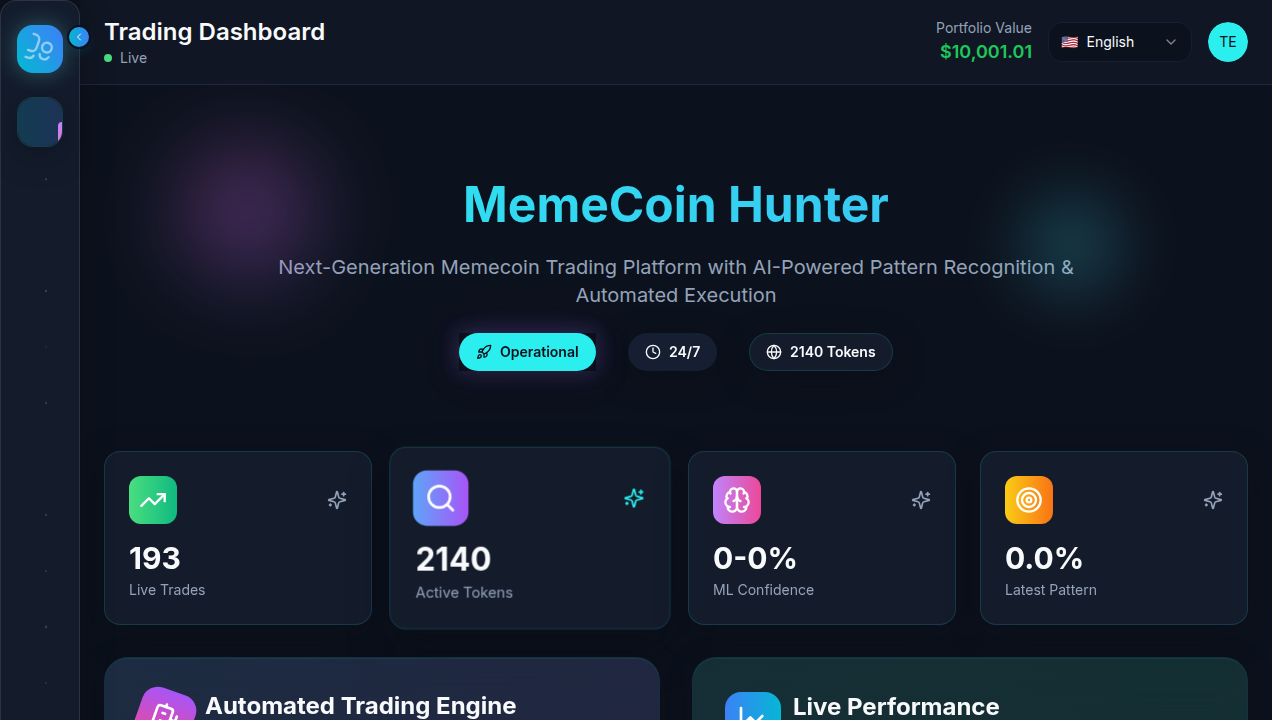 Trading Dashboard
Live
Portfolio Value
$10,001.01
English
TE
MemeCoin Hunter
Next-Generation Memecoin Trading Platform with AI-Powered Pattern Recognition &
Automated Execution
Operational
24/7
2140 Tokens
193
Live Trades
2140
Active Tokens
0-0%
ML Confidence
0.0%
Latest Pattern
Automated Trading Engine
Live Performance